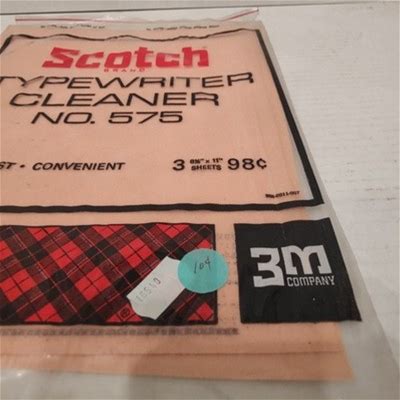 Scotch
BRAND
TYPEWRITER
CLEANER
NO. 575
ST • CONVENIENT
3 8½" x 11" SHEETS 98¢
104
3M
COMPANY